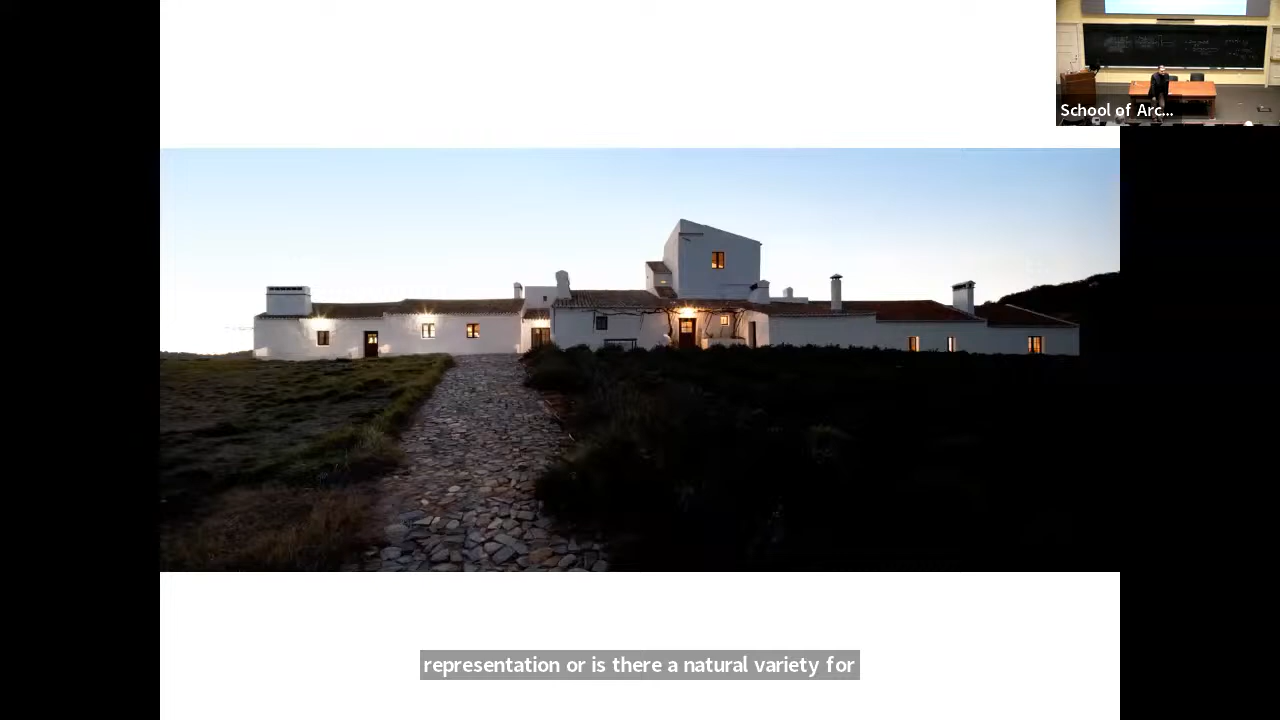 School of Arc...
representation or is there a natural variety for